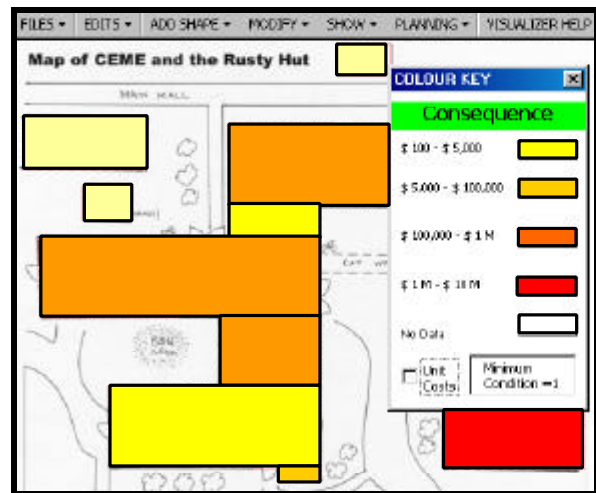 FILES EDITS ADD SHAPE MODIFY SHOW PLANNING VISUALIZER HELP
Map of CEME and the Rusty Hut
MAIN MALL
COLOUR KEY
Consequence
$ 100 - $ 5,000
$ 5,000 - $ 100,000
$ 100,000 - $ 1 M
$ 1 M - $ 10 M
No Data
Unit
Costs
Minimum
Condition =1